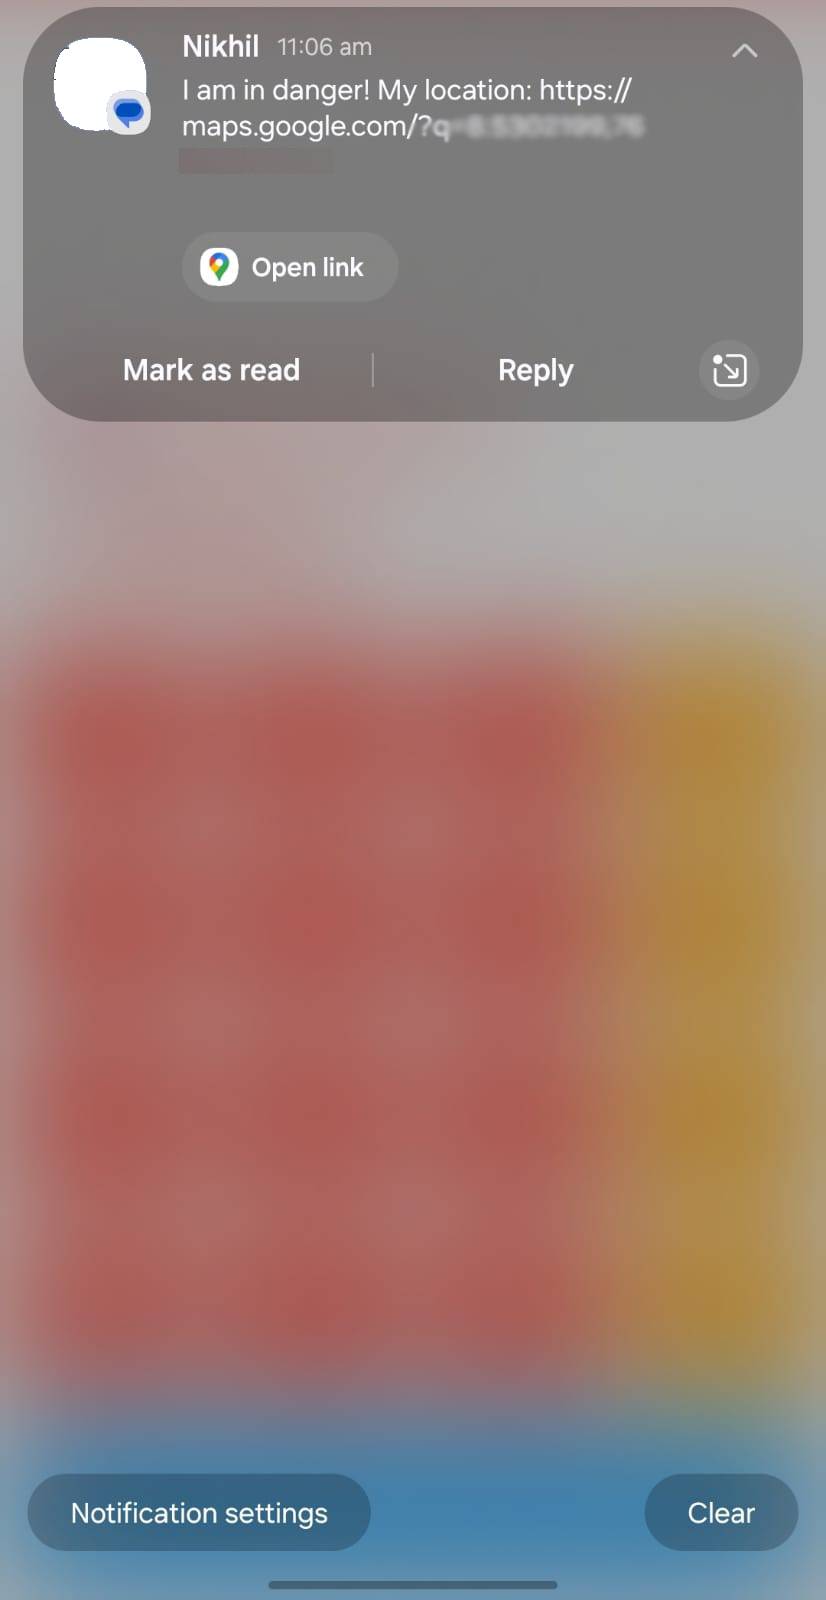 Nikhil 11:06 am
I am in danger! My location: https://
maps.google.com/?q=
Open link
Mark as read
Reply
Notification settings
Clear